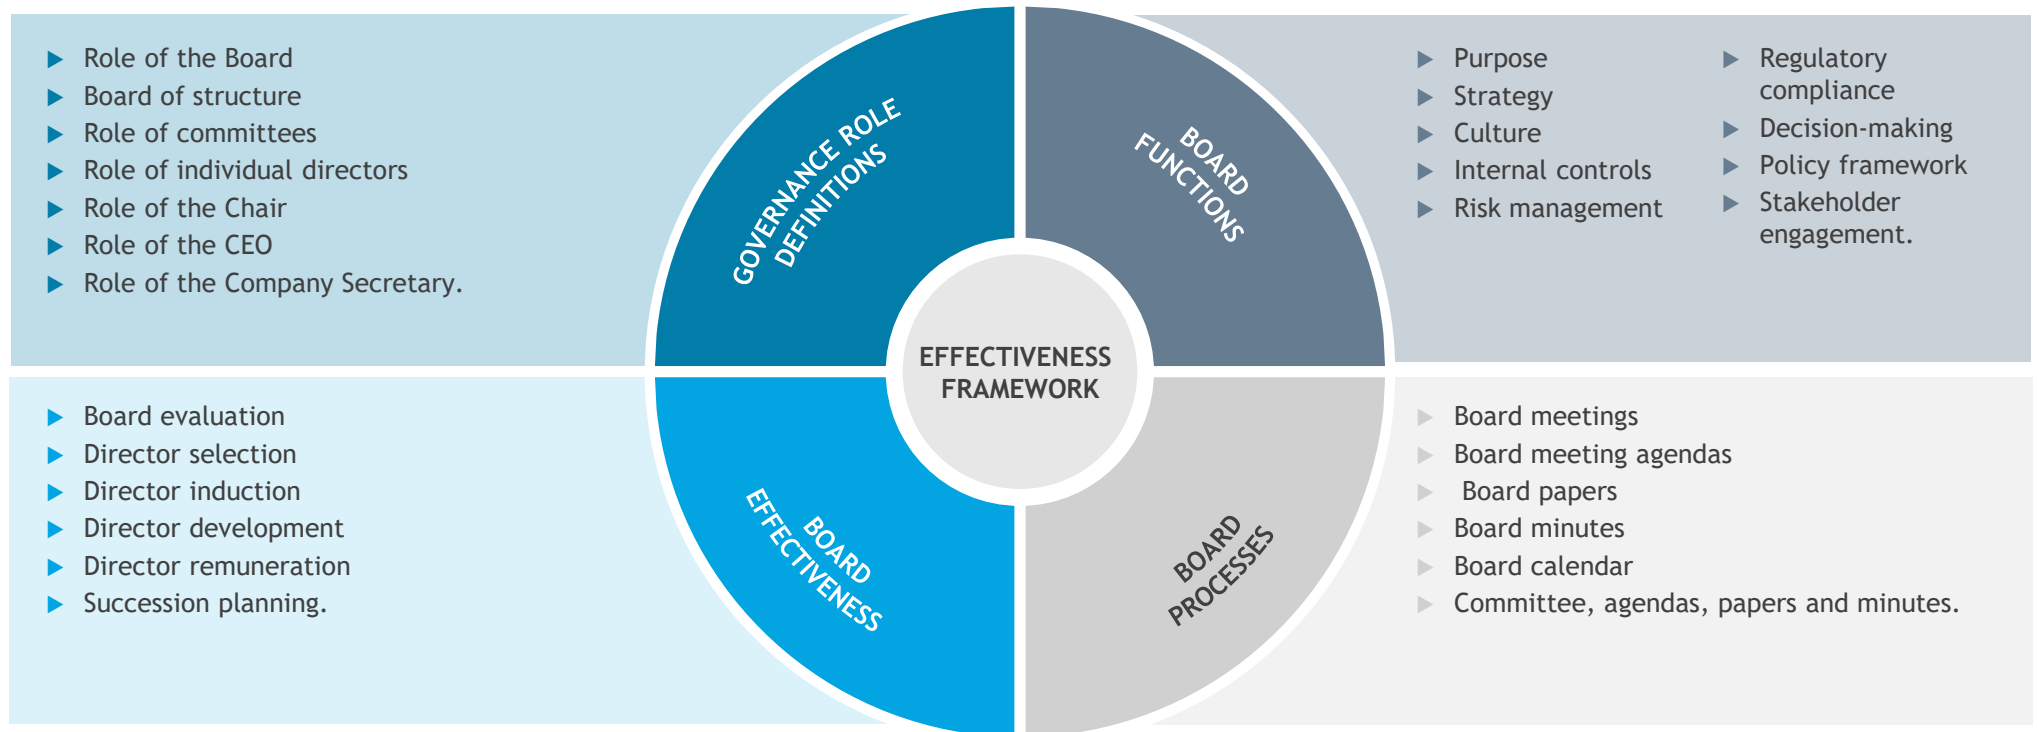 Role of the Board
Board of structure
Role of committees
Role of individual directors
Role of the Chair
Role of the CEO
Role of the Company Secretary.
GOVERNANCE ROLE
DEFINITIONS
BOARD
FUNCTIONS
Purpose
Strategy
Culture
Internal controls
Risk management
Regulatory
compliance
Decision-making
Policy framework
Stakeholder
engagement.
EFFECTIVENESS
FRAMEWORK
Board evaluation
Director selection
Director induction
Director development
Director remuneration
Succession planning.
BOARD
EFFECTIVENESS
BOARD
PROCESSES
Board meetings
Board meeting agendas
Board papers
Board minutes
Board calendar
Committee, agendas, papers and minutes.